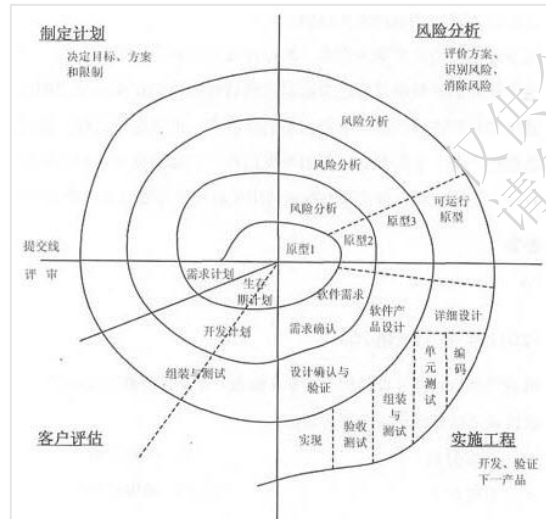 制定计划
决定目标、方案
和限制
风险分析
评价方案、
识别风险，
消除风险
风险分析
风险分析
风险分析
可运行
原型
原型3
原型2
原型1
提交线
评 审
需求计划
生存
期计划
软件需求
开发计划
需求确认
软件产
品设计
详细设计
组装与测试
设计确认与
验证
单元测试
编码
组装与测试
验收
测试
实现
客户评估
实施工程
开发、验证
下一产品
仅供
请